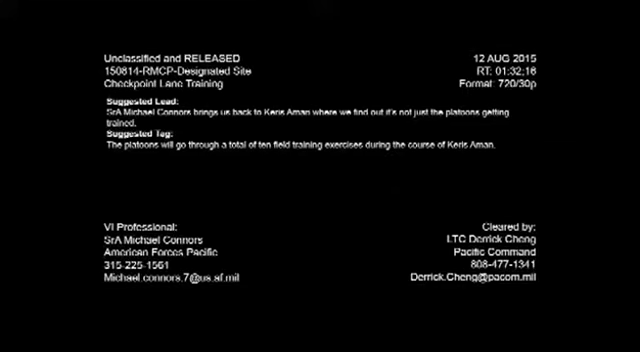 Unclassified and RELEASED
12 AUG 2015
150814-RMCP-Designated Site
RT: 01:32;16
Checkpoint Lane Training
Format: 720/30p
Suggested Lead:
SrA Michael Connors brings us back to Keris Aman where we find out it's not just the platoons getting
trained.
Suggested Tag:
The platoons will go through a total of ten field training exercises during the course of Keris Aman.
VI Professional:
SrA Michael Connors
American Forces Pacific
315-225-1561
Michael.connors.7@us.af.mil
Cleared by:
LTC Derrick Cheng
Pacific Command
808-477-1341
Derrick.Cheng@pacom.mil